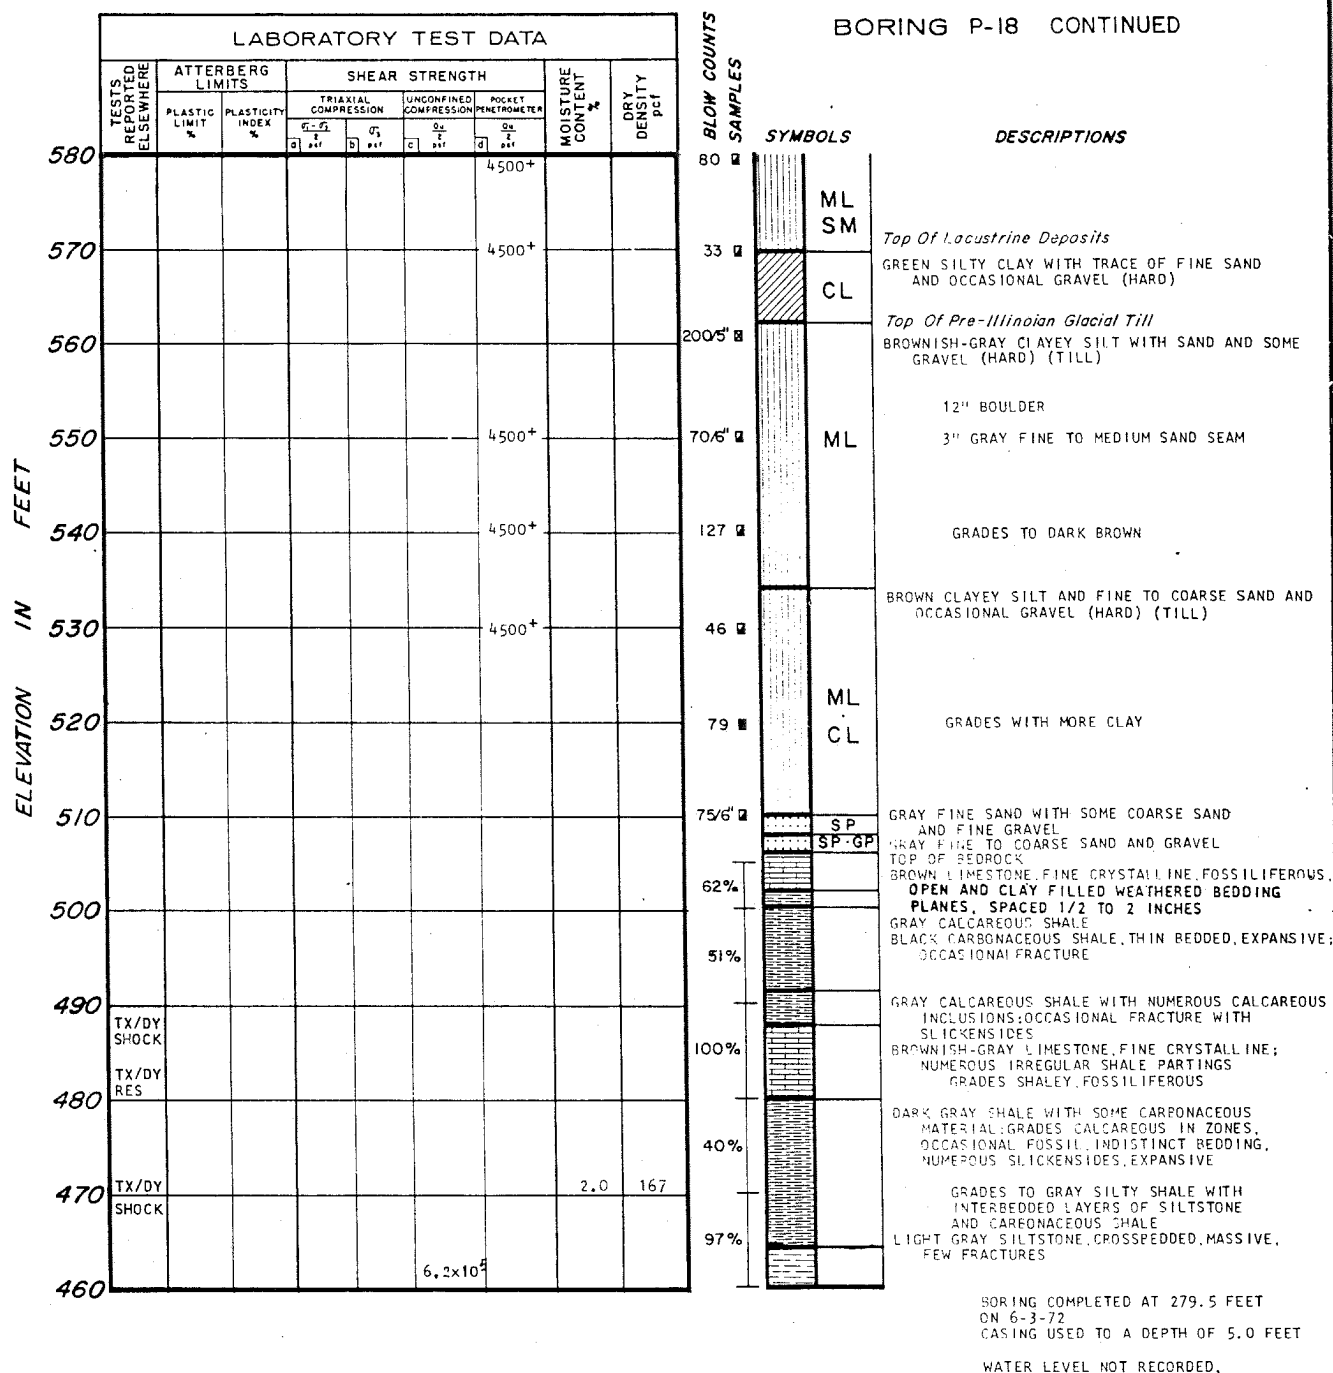 BORING P-18 CONTINUED
LABORATORY TEST DATA
TESTS REPORTED ELSEWHERE
ATTERBERG LIMITS
PLASTIC LIMIT %
PLASTICITY INDEX %
SHEAR STRENGTH
TRIAXIAL COMPRESSION
UNCONFINED COMPRESSION
POCKET PENETROMETER
a
b
c
d
MOISTURE CONTENT %
DRY DENSITY pcf
BLOW COUNTS
SAMPLES
SYMBOLS
DESCRIPTIONS
ELEVATION IN FEET
580
4500+
80
ML
SM
Top Of Lacustrine Deposits
570
4500+
33
GREEN SILTY CLAY WITH TRACE OF FINE SAND
AND OCCASIONAL GRAVEL (HARD)
CL
Top Of Pre-Illinoian Glacial Till
560
200/5"
BROWNISH-GRAY CLAYEY SILT WITH SAND AND SOME
GRAVEL (HARD) (TILL)
12" BOULDER
550
4500+
70/6"
ML
3" GRAY FINE TO MEDIUM SAND SEAM
540
4500+
127
GRADES TO DARK BROWN
BROWN CLAYEY SILT AND FINE TO COARSE SAND AND
OCCASIONAL GRAVEL (HARD) (TILL)
530
4500+
46
ML
CL
520
79
GRADES WITH MORE CLAY
510
75/6"
SP
GRAY FINE SAND WITH SOME COARSE SAND
AND FINE GRAVEL
SP-GP
GRAY FINE TO COARSE SAND AND GRAVEL
TOP OF BEDROCK
62%
BROWN LIMESTONE, FINE CRYSTALLINE, FOSSILIFEROUS,
OPEN AND CLAY FILLED WEATHERED BEDDING
PLANES, SPACED 1/2 TO 2 INCHES
500
GRAY CALCAREOUS SHALE
BLACK CARBONACEOUS SHALE, THIN BEDDED, EXPANSIVE;
OCCASIONAL FRACTURE
51%
490
GRAY CALCAREOUS SHALE WITH NUMEROUS CALCAREOUS
INCLUSIONS; OCCASIONAL FRACTURE WITH
SLICKENSIDES
TX/DY
SHOCK
100%
BROWNISH-GRAY LIMESTONE, FINE CRYSTALLINE;
NUMEROUS IRREGULAR SHALE PARTINGS
GRADES SHALEY, FOSSILIFEROUS
TX/DY
RES
480
DARK GRAY SHALE WITH SOME CARBONACEOUS
MATERIAL; GRADES CALCAREOUS IN ZONES,
OCCASIONAL FOSSIL, INDISTINCT BEDDING,
NUMEROUS SLICKENSIDES, EXPANSIVE
40%
470
TX/DY
SHOCK
2.0
167
GRADES TO GRAY SILTY SHALE WITH
INTERBEDDED LAYERS OF SILTSTONE
AND CARBONACEOUS SHALE
97%
LIGHT GRAY SILTSTONE, CROSSBEDDED, MASSIVE,
FEW FRACTURES
460
BORING COMPLETED AT 279.5 FEET
ON 6-3-72
CASING USED TO A DEPTH OF 5.0 FEET
WATER LEVEL NOT RECORDED.